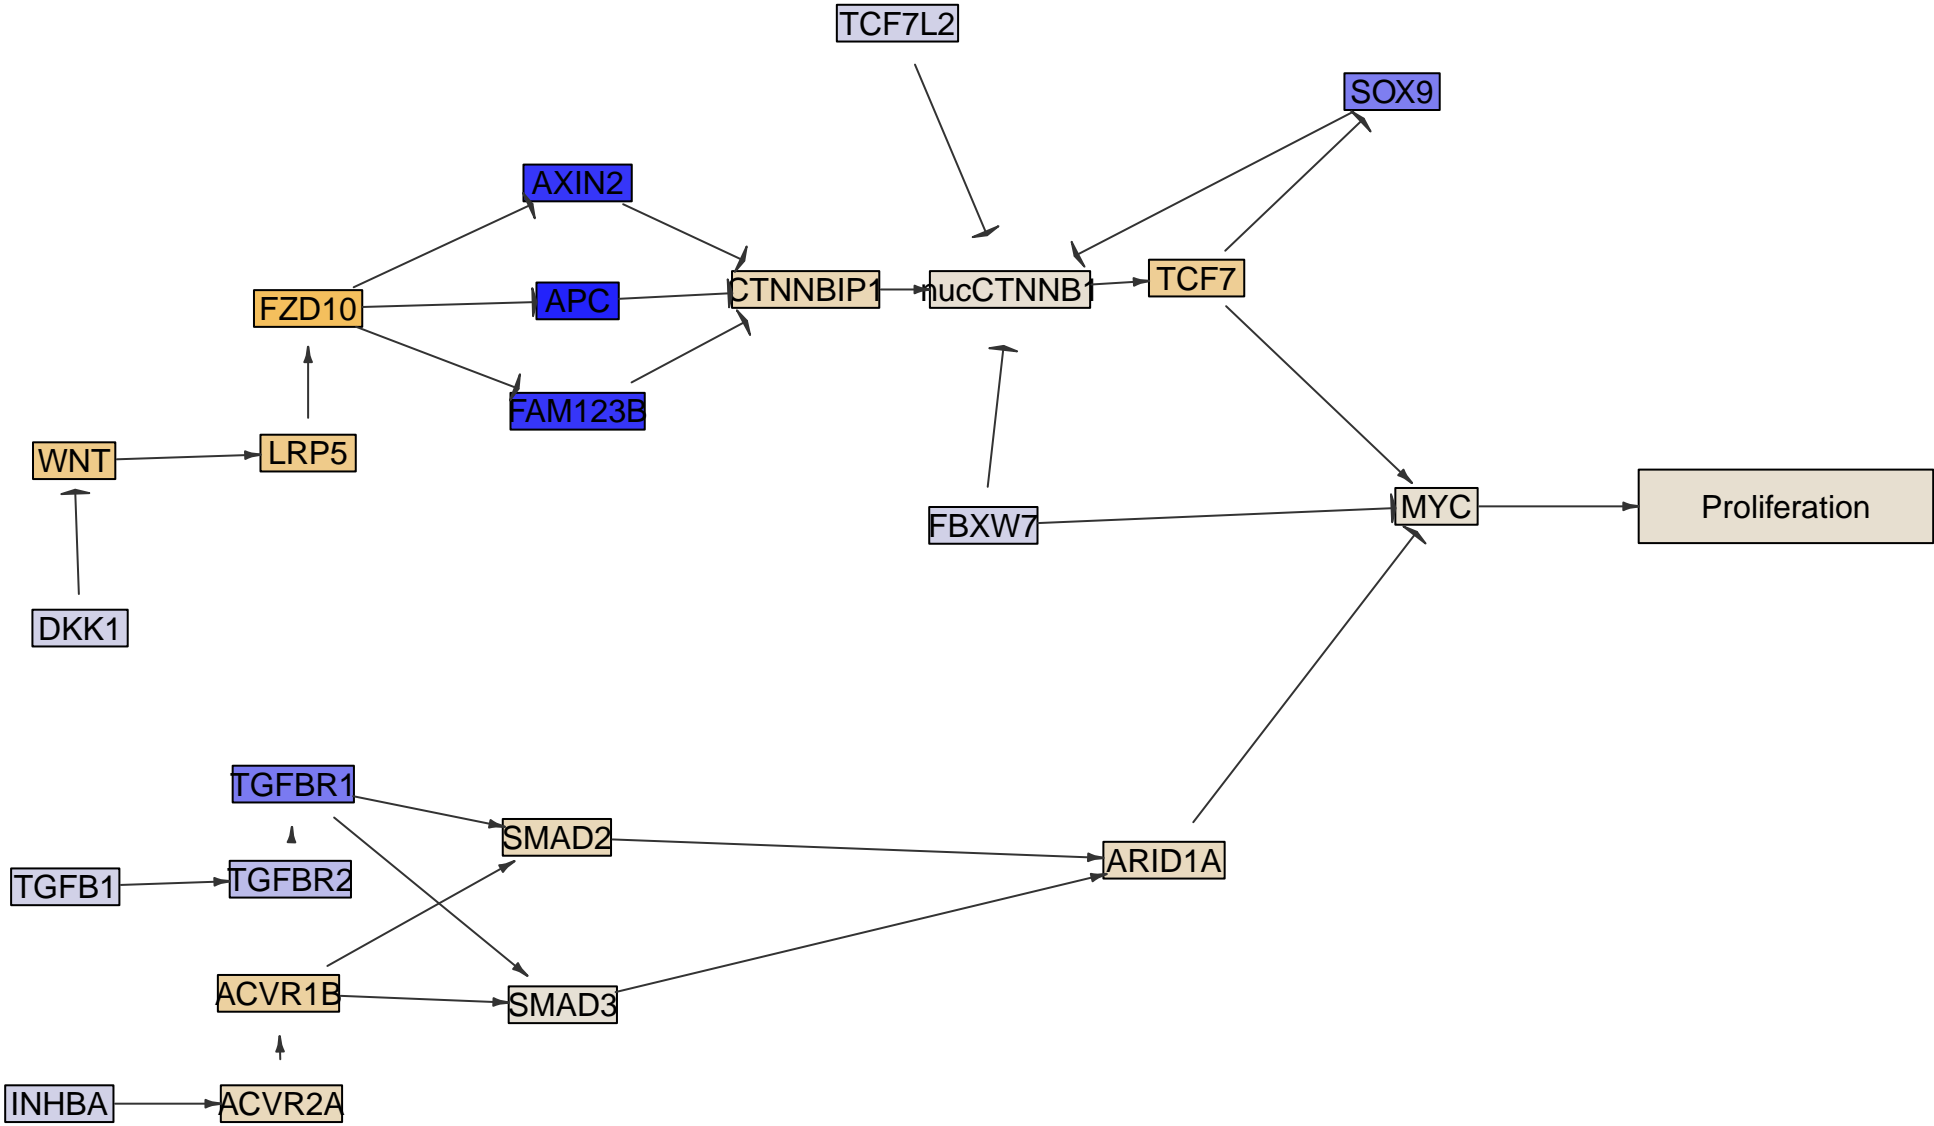 TCF7L2
SOX9
AXIN2
TCF7
CTNNBIP1
nucCTNNB1
APC
FZD10
FAM123B
LRP5
WNT
MYC
Proliferation
FBXW7
DKK1
TGFBR1
SMAD2
ARID1A
TGFBR2
TGFB1
ACVR1B
SMAD3
INHBA
ACVR2A